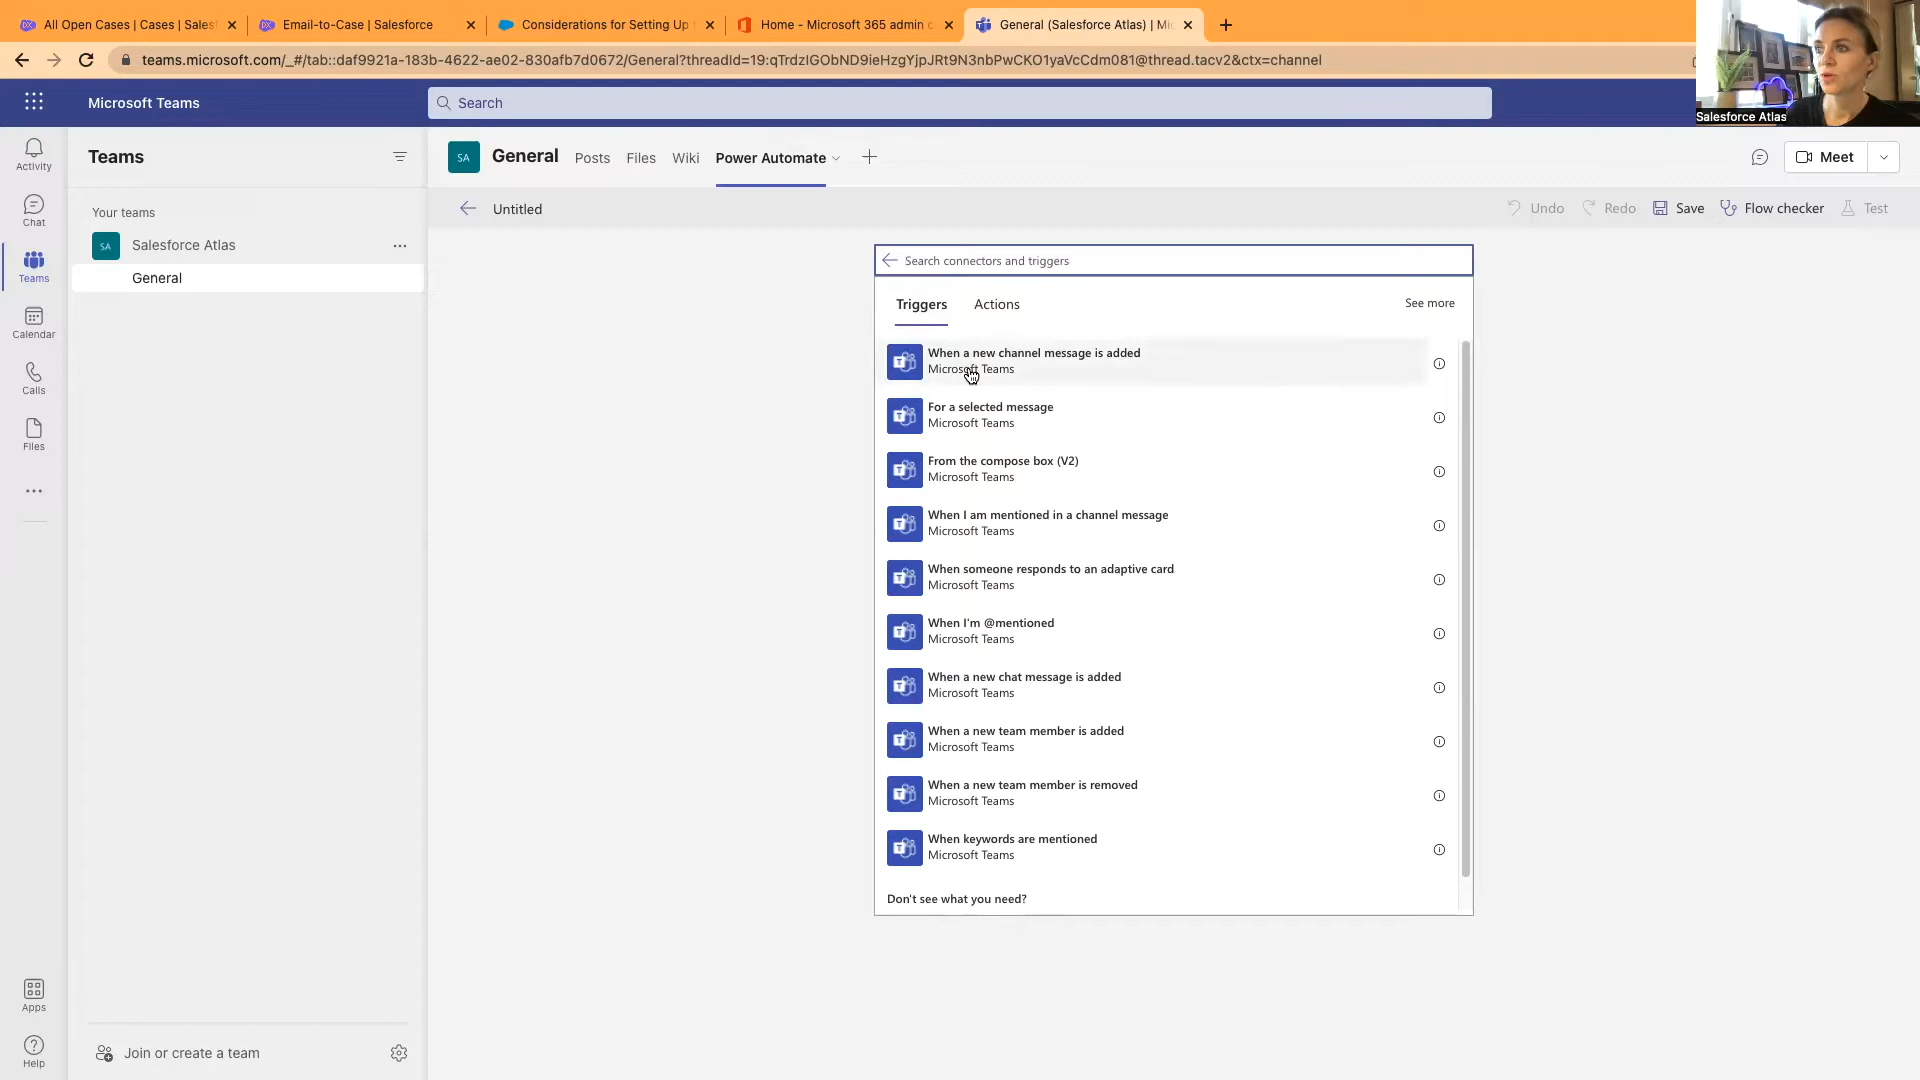 All Open Cases | Cases | Sales
Email-to-Case | Salesforce
Considerations for Setting Up
Home - Microsoft 365 admin c
General (Salesforce Atlas) | Mi
teams.microsoft.com/_#/tab::daf9921a-183b-4622-ae02-830afb7d0672/General?threadId=19:qTrdzIGObND9ieHzgYjpJRt9N3nbPwCKO1yaVcCdm081@thread.tacv2&ctx=channel
Salesforce Atlas
Microsoft Teams
Search
Activity
Chat
Teams
Calendar
Calls
Files
Apps
Help
Teams
Your teams
SA
Salesforce Atlas
General
Join or create a team
SA
General
Posts
Files
Wiki
Power Automate
Meet
Untitled
Undo
Redo
Save
Flow checker
Test
Search connectors and triggers
Triggers
Actions
See more
When a new channel message is added
Microsoft Teams
For a selected message
Microsoft Teams
From the compose box (V2)
Microsoft Teams
When I am mentioned in a channel message
Microsoft Teams
When someone responds to an adaptive card
Microsoft Teams
When I'm @mentioned
Microsoft Teams
When a new chat message is added
Microsoft Teams
When a new team member is added
Microsoft Teams
When a new team member is removed
Microsoft Teams
When keywords are mentioned
Microsoft Teams
Don't see what you need?